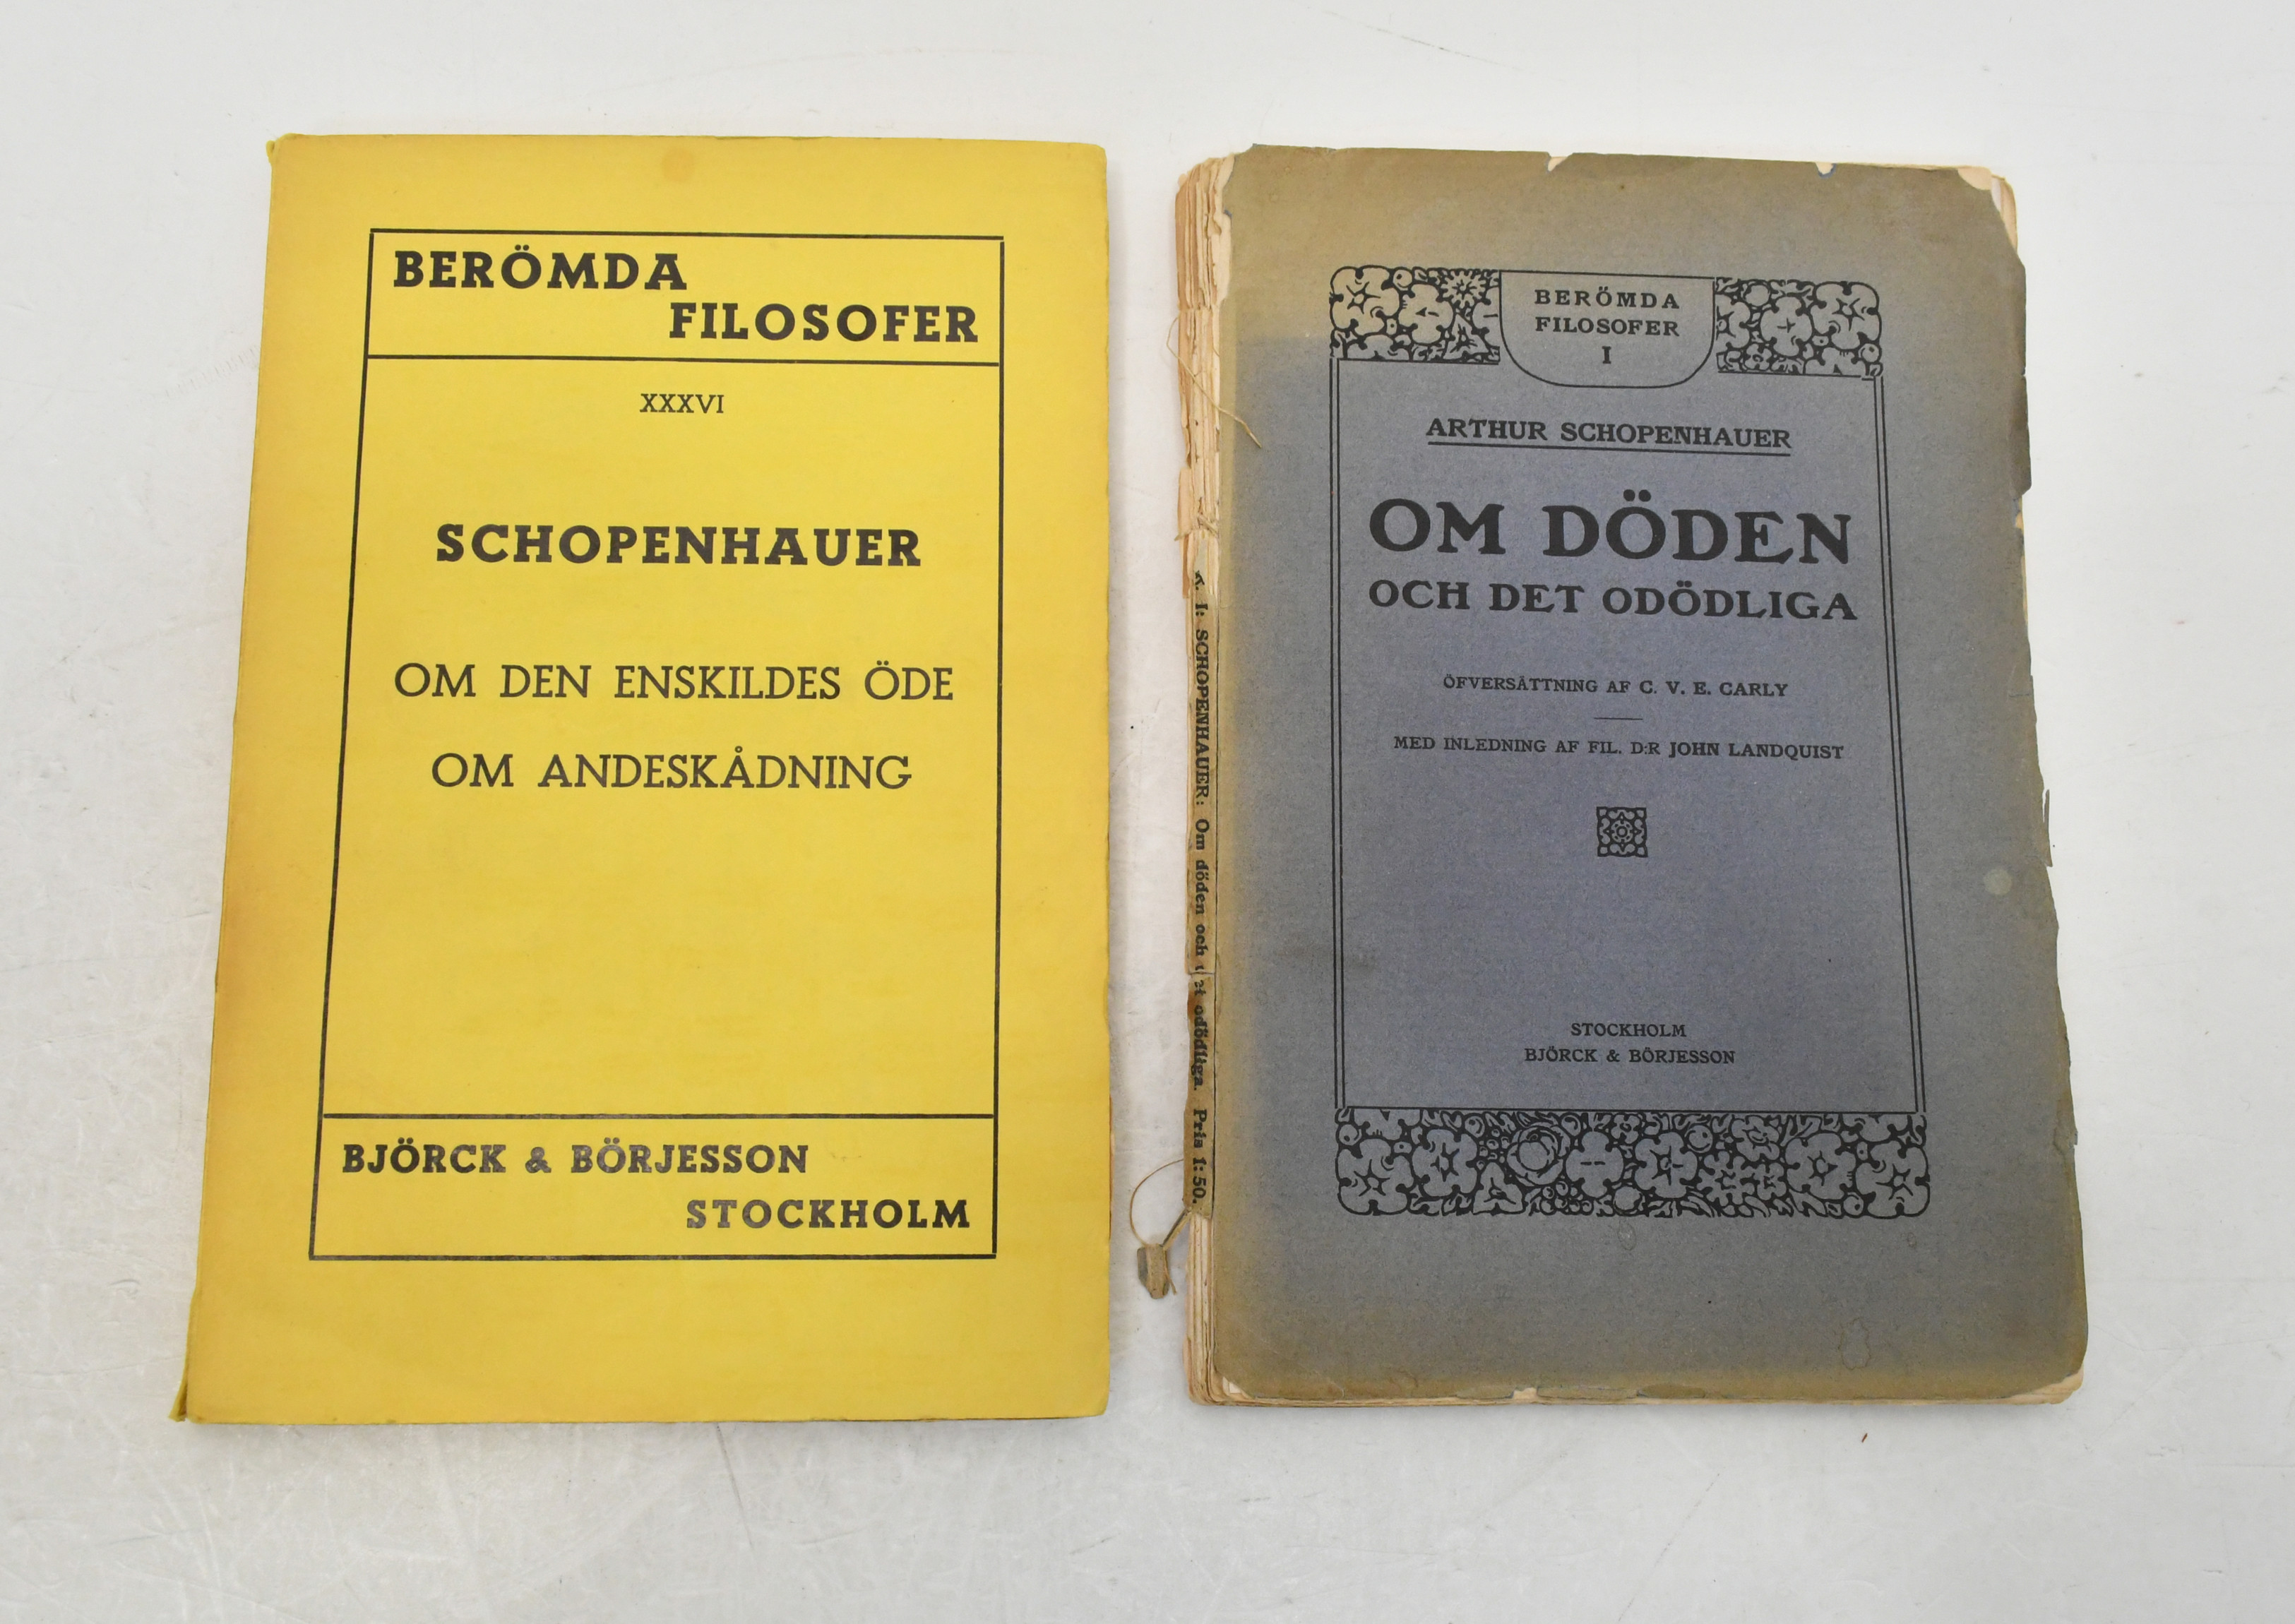 BERÖMDA
FILOSOFER
XXXVI
SCHOPENHAUER
OM DEN ENSKILDES ÖDE
OM ANDESKÅDNING
BJÖRCK & BÖRJESSON
STOCKHOLM
BERÖMDA
FILOSOFER
I
ARTHUR SCHOPENHAUER
OM DÖDEN
OCH DET ODÖDLIGA
ÖFVERSÄTTNING AF C. V. E. CARLY
MED INLEDNING AF FIL. D:R JOHN LANDQUIST
STOCKHOLM
BJÖRCK & BÖRJESSON
I: SCHOPENHAUER: Om döden och det odödliga. Pris 1:50.